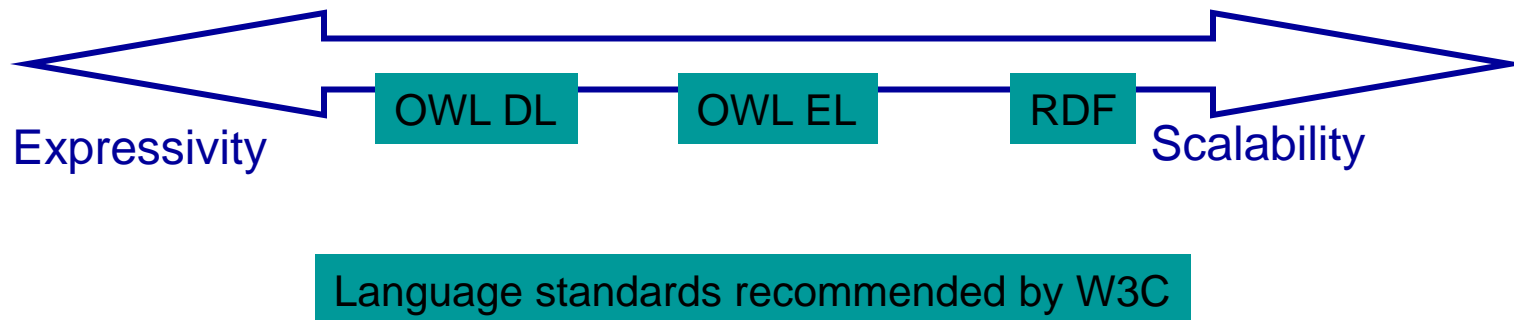 OWL DL
OWL EL
RDF
Expressivity
Scalability
Language standards recommended by W3C